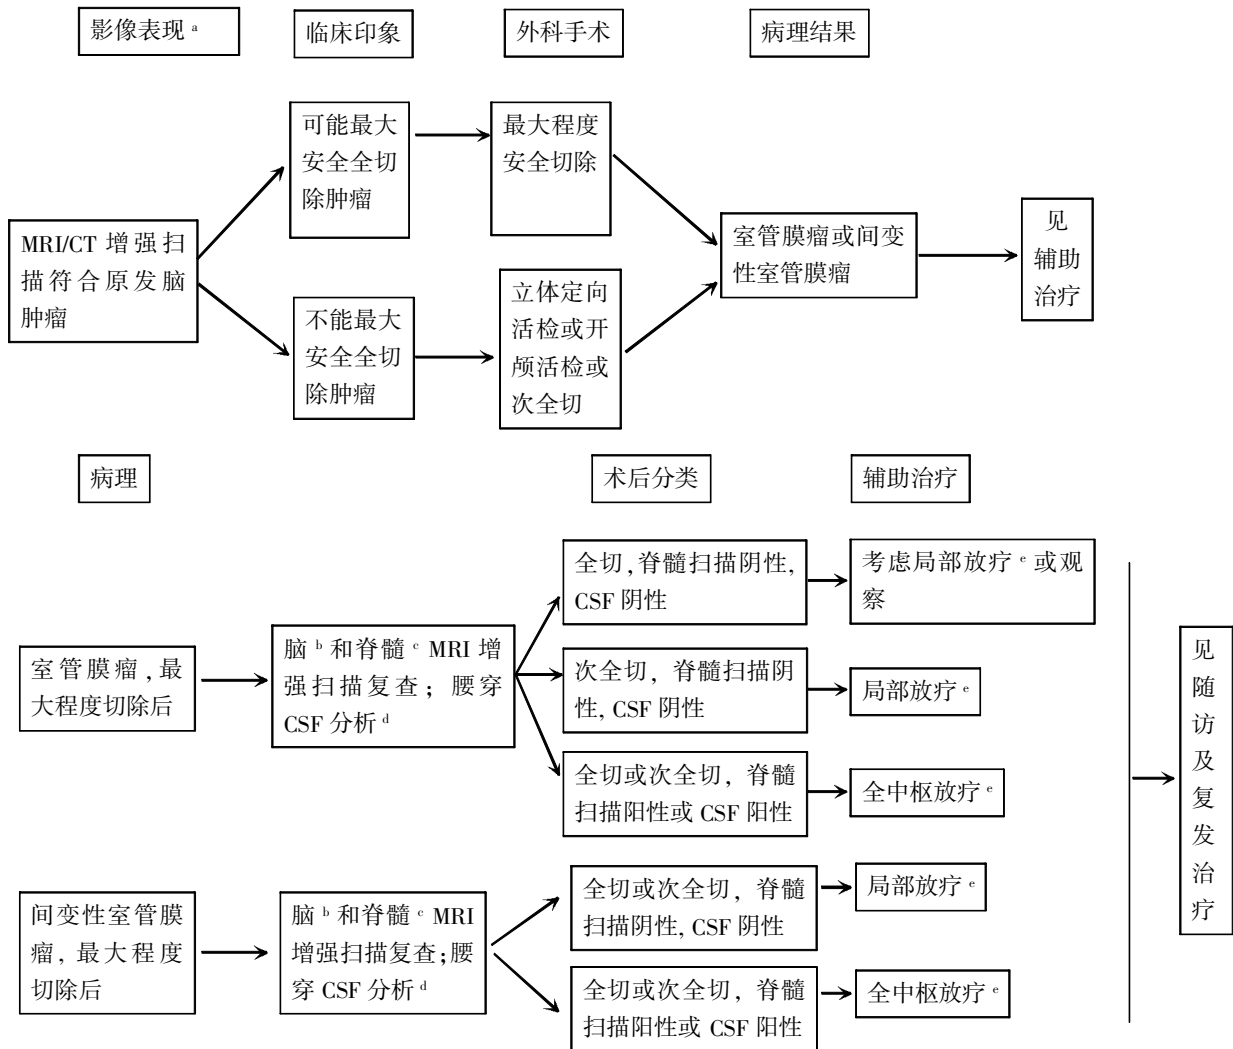 影像表现 a
临床印象
外科手术
病理结果
MRI/CT 增强扫
描符合原发脑
肿瘤
可能最大
安全全切
除肿瘤
最大程度
安全切除
不能最大
安全全切
除肿瘤
立体定向
活检或开
颅活检或
次全切
室管膜瘤或间变
性室管膜瘤
见
辅助
治疗
病理
术后分类
辅助治疗
室管膜瘤,最
大程度切除后
脑 b 和脊髓 c MRI 增
强扫描复查；腰穿
CSF 分析 d
全切,脊髓扫描阴性,
CSF 阴性
考虑局部放疗 e 或观
察
次全切，脊髓扫描阴
性, CSF 阴性
局部放疗 e
全切或次全切，脊髓
扫描阳性或 CSF 阳性
全中枢放疗 e
间变性室管膜
瘤,最大程度
切除后
脑 b 和脊髓 c MRI
增强扫描复查;腰
穿 CSF 分析 d
全切或次全切，脊髓
扫描阴性, CSF 阴性
局部放疗 e
全切或次全切，脊髓
扫描阳性或 CSF 阳性
全中枢放疗 e
见
随
访
及
复
发
治
疗